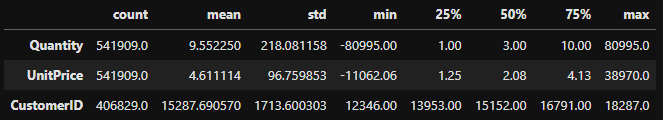 count mean std min 25% 50% 75% max
Quantity 541909.0 9.552250 218.081158 -80995.00 1.00 3.00 10.00 80995.0
UnitPrice 541909.0 4.611114 96.759853 -11062.06 1.25 2.08 4.13 38970.0
CustomerID 406829.0 15287.690570 1713.600303 12346.00 13953.00 15152.00 16791.00 18287.0